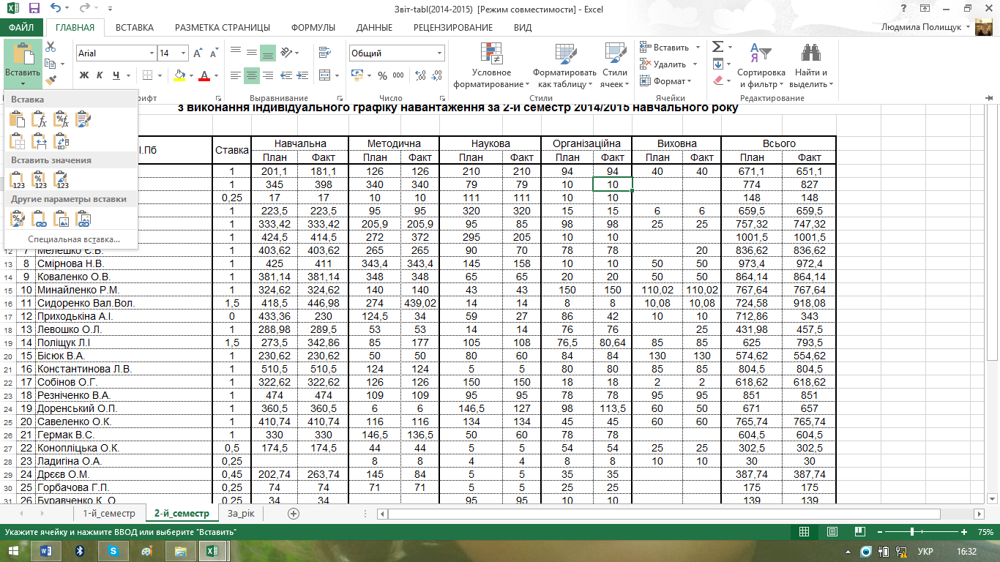 Звіт-tabl(2014-2015) [Режим совместимости] - Excel
ФАЙЛ ГЛАВНАЯ ВСТАВКА РАЗМЕТКА СТРАНИЦЫ ФОРМУЛЫ ДАННЫЕ РЕЦЕНЗИРОВАНИЕ ВИД Людмила Полищук
Вставить Arial 14 Общий Условное форматирование Форматировать как таблицу Стили ячеек Вставить Удалить Формат Сортировка и фильтр Найти и выделить
Ж К Ч % 000
рифт Выравнивание Число Стили Ячейки Редактирование
Вставка
Вставить значения
123 123 123
Другие параметры вставки
Специальная вставка...
з виконання індивідуального графіку навантаження за 2-й семестр 2014/2015 навчального року
І.Пб Ставка Навчальна Методична Наукова Організаційна Виховна Всього
План Факт План Факт План Факт План Факт План Факт План Факт
1 201,1 181,1 126 126 210 210 94 94 40 40 671,1 651,1
1 345 398 340 340 79 79 10 10 774 827
0,25 17 17 10 10 111 111 10 10 148 148
1 223,5 223,5 95 95 320 320 15 15 6 6 659,5 659,5
1 333,42 333,42 205,9 205,9 95 85 98 98 25 25 757,32 747,32
1 424,5 414,5 272 372 295 205 10 10 1001,5 1001,5
12 7 Мелешко Є.В. 1 403,62 403,62 265 265 90 70 78 78 20 836,62 836,62
13 8 Смірнова Н.В. 1 425 411 343,4 343,4 145 158 10 10 50 50 973,4 972,4
14 9 Коваленко О.В. 1 381,14 381,14 348 348 65 65 20 20 50 50 864,14 864,14
15 10 Минайленко Р.М. 1 324,62 324,62 140 140 43 43 150 150 110,02 110,02 767,64 767,64
16 11 Сидоренко Вал.Вол. 1,5 418,5 446,98 274 439,02 14 14 8 8 10,08 10,08 724,58 918,08
17 12 Приходькіна А.І. 0 433,36 230 124,5 34 59 27 86 42 10 10 712,86 343
18 13 Левошко О.Л. 1 288,98 289,5 53 53 14 14 76 76 25 431,98 457,5
19 14 Поліщук Л.І 1,5 273,5 342,86 85 177 105 108 76,5 80,64 85 85 625 793,5
20 15 Бісюк В.А. 1 230,62 230,62 50 50 80 60 84 84 130 130 574,62 554,62
21 16 Константинова Л.В. 1 510,5 510,5 124 124 5 5 80 80 85 85 804,5 804,5
22 17 Собінов О.Г. 1 322,62 322,62 126 126 150 150 18 18 2 2 618,62 618,62
23 18 Резніченко В.А. 1 474 474 109 109 95 95 78 78 95 95 851 851
24 19 Доренський О.П. 1 360,5 360,5 6 6 146,5 127 98 113,5 60 50 671 657
25 20 Савеленко О.К. 1 410,74 410,74 116 116 134 134 45 45 60 60 765,74 765,74
26 21 Гермак В.С. 1 330 330 146,5 136,5 50 60 78 78 604,5 604,5
27 22 Конопліцька О.К. 0,5 174,5 174,5 44 44 5 5 54 54 25 25 302,5 302,5
28 23 Ладигіна О.А. 0,25 8 8 4 4 8 8 10 10 30 30
29 24 Дрєєв О.М. 0,45 202,74 263,74 145 84 5 5 35 35 387,74 387,74
30 25 Горбачова Г.П. 0,25 74 74 71 71 5 5 25 25 175 175
31 26 Буравченко К. О 0,25 34 34 95 95 10 10 139 139
1-й_семестр 2-й_семестр За_рік
Укажите ячейку и нажмите ВВОД или выберите "Вставить" 75%
УКР 16:32